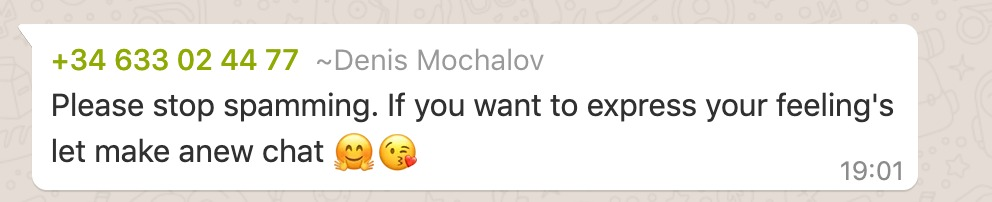 +34 633 02 44 77 ~Denis Mochalov
Please stop spamming. If you want to express your feeling's
let make anew chat 🤗😘
19:01